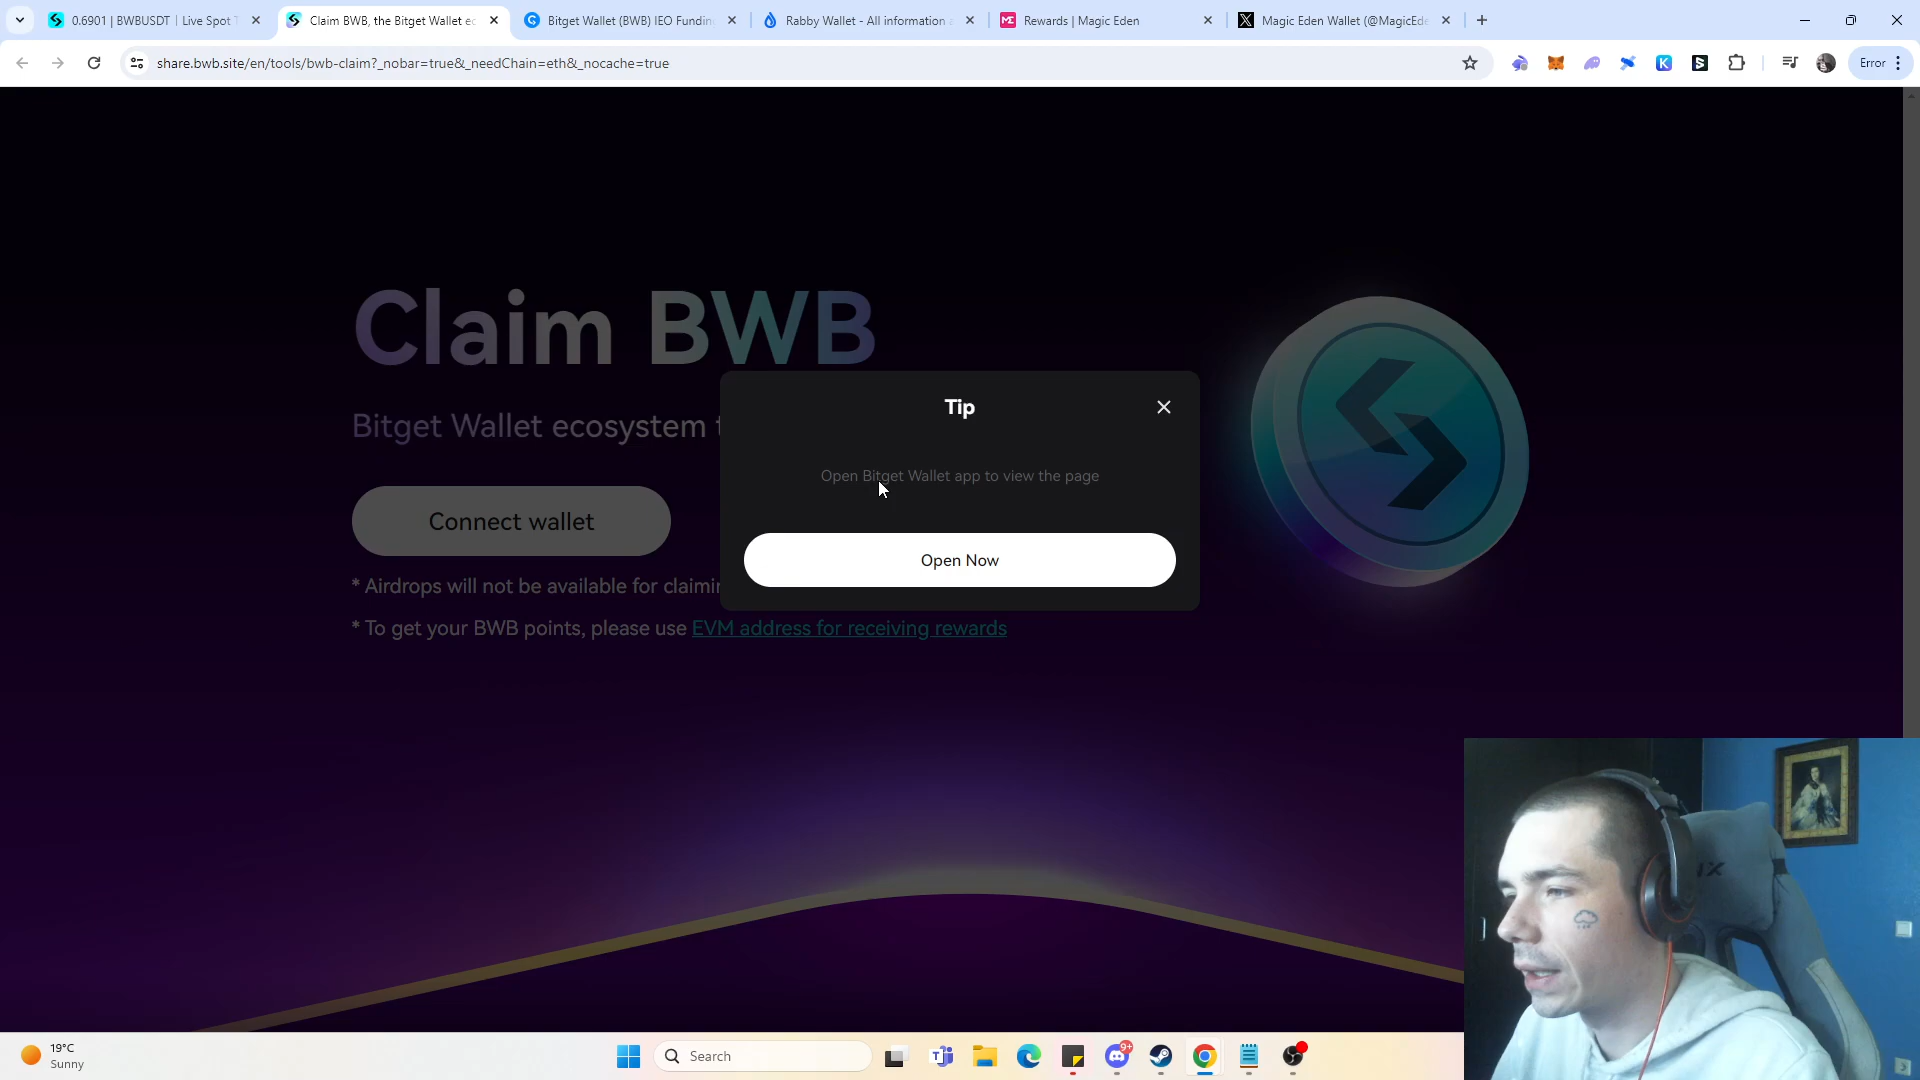 0.6901 | BWBUSDT | Live Spot T
Claim BWB, the Bitget Wallet ec
Bitget Wallet (BWB) IEO Fundin
Rabby Wallet - All information a
Rewards | Magic Eden
Magic Eden Wallet (@MagicEde
share.bwb.site/en/tools/bwb-claim?_nobar=true&_needChain=eth&_nocache=true
Error
Claim BWB
Bitget Wallet ecosystem t
Tip
Open Bitget Wallet app to view the page
Open Now
Connect wallet
* Airdrops will not be available for claimin
* To get your BWB points, please use EVM address for receiving rewards
19°C
Sunny
Search
9+